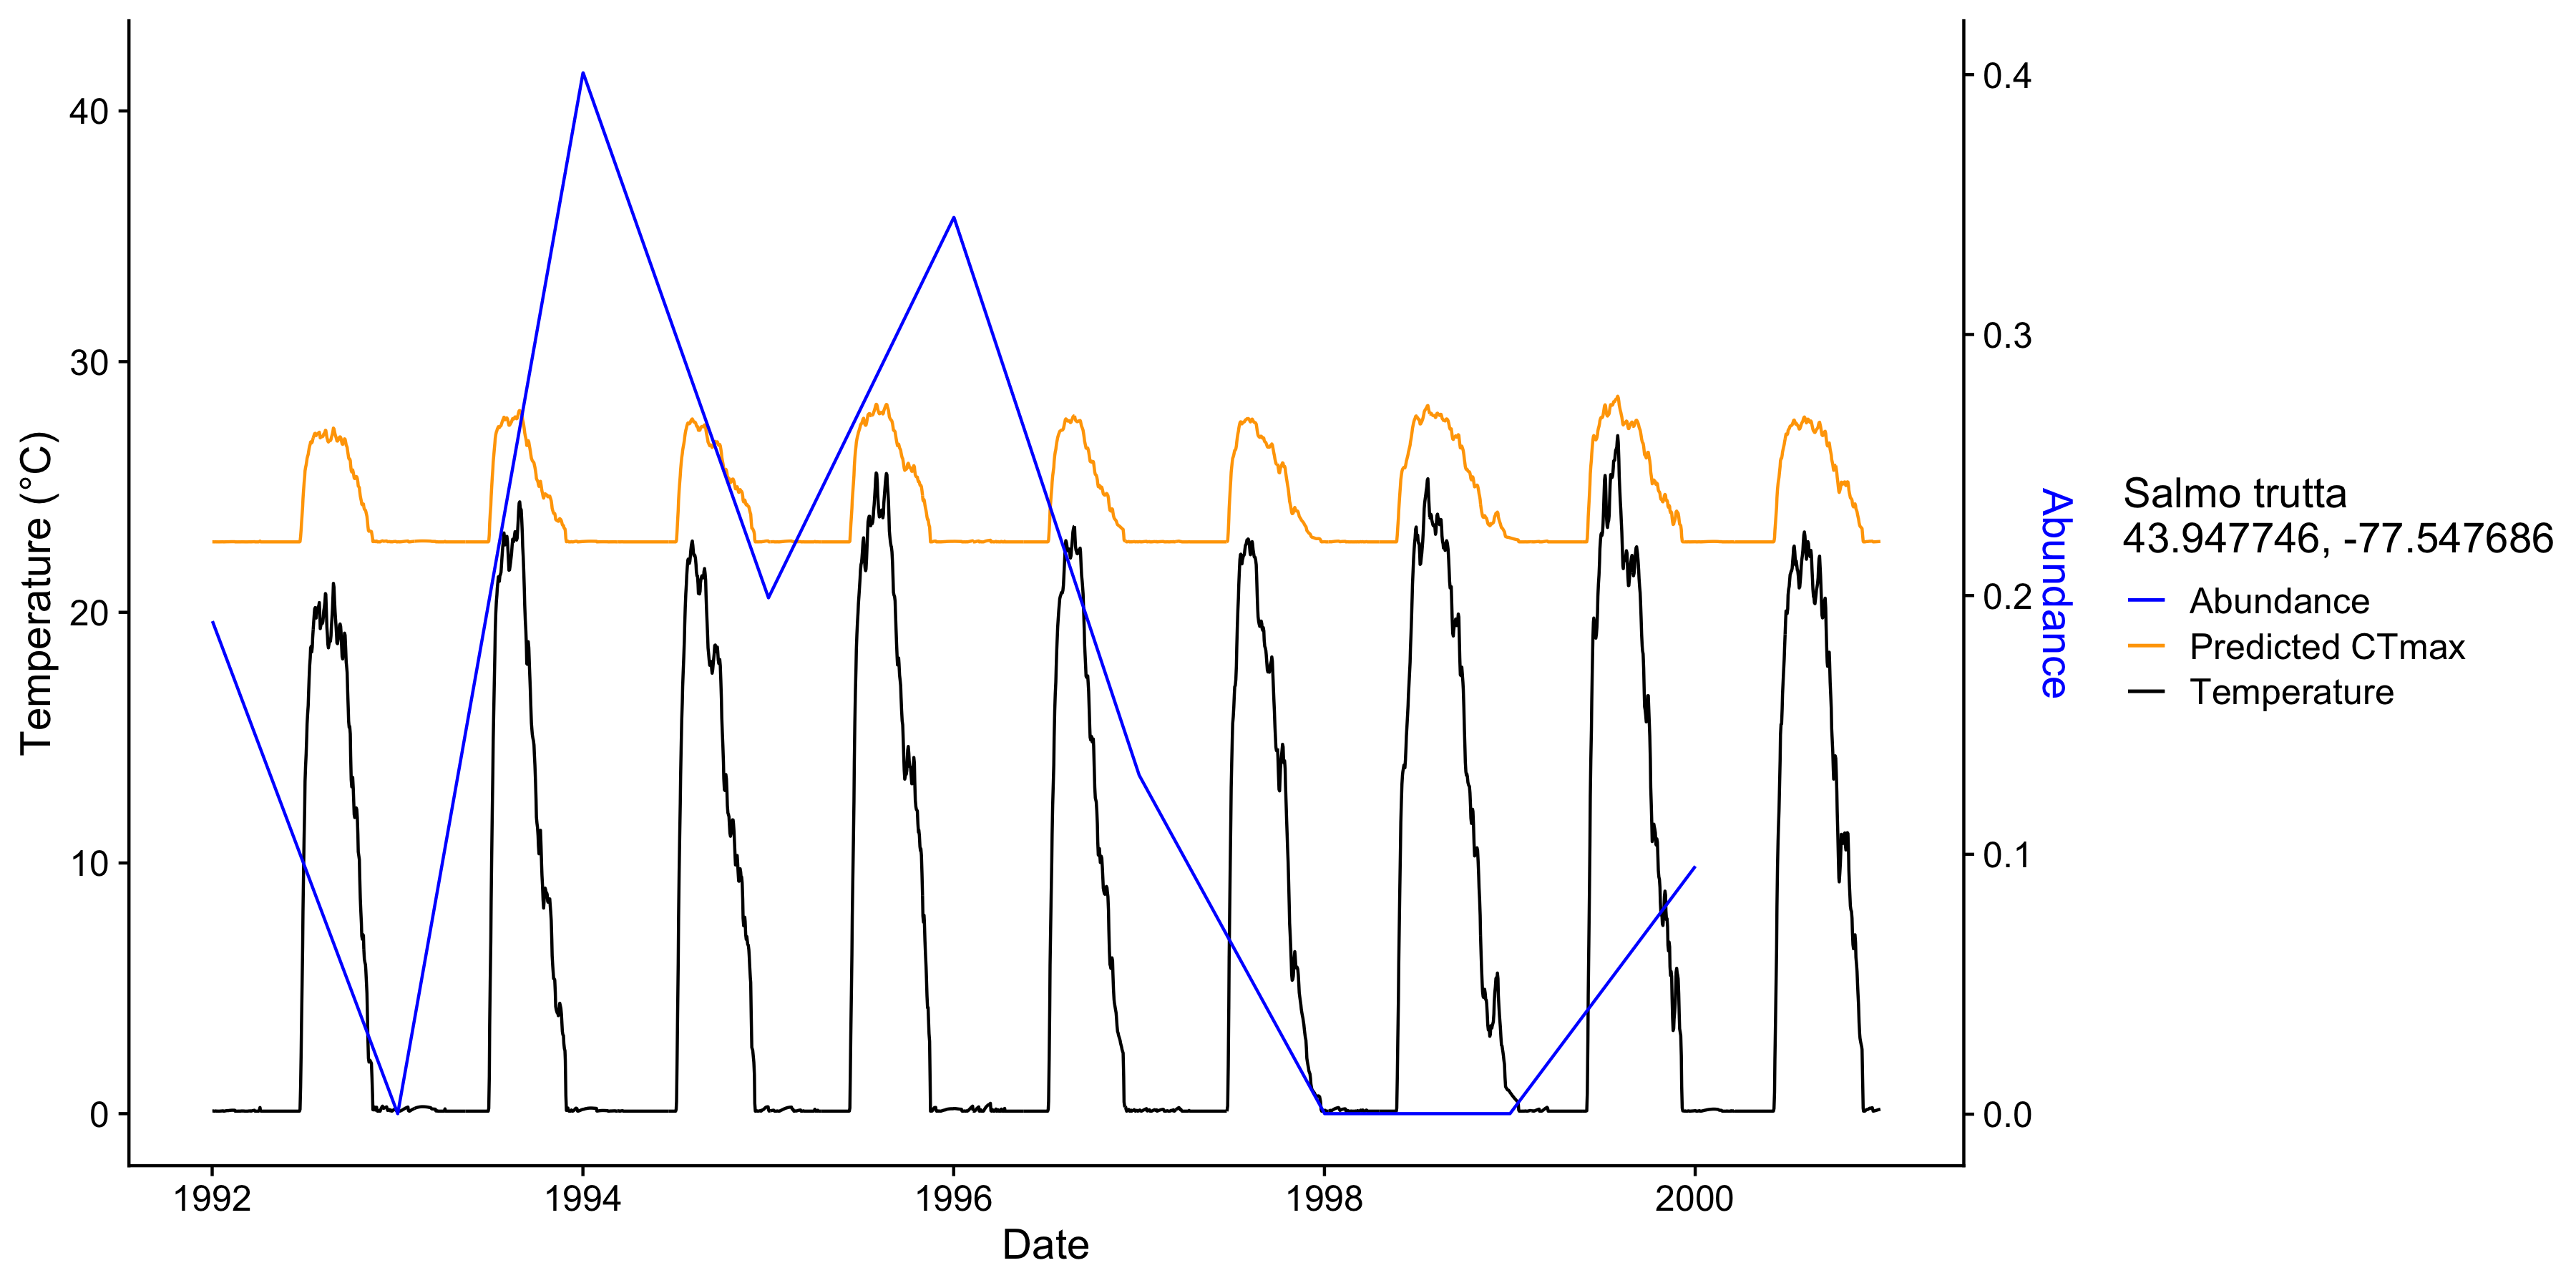 Temperature (°C)
40
30
20
10
0
1992
1994
1996
1998
2000
Date
0.4
0.3
0.2
0.1
0.0
Abundance
Salmo trutta
43.947746, -77.547686
Abundance
Predicted CTmax
Temperature